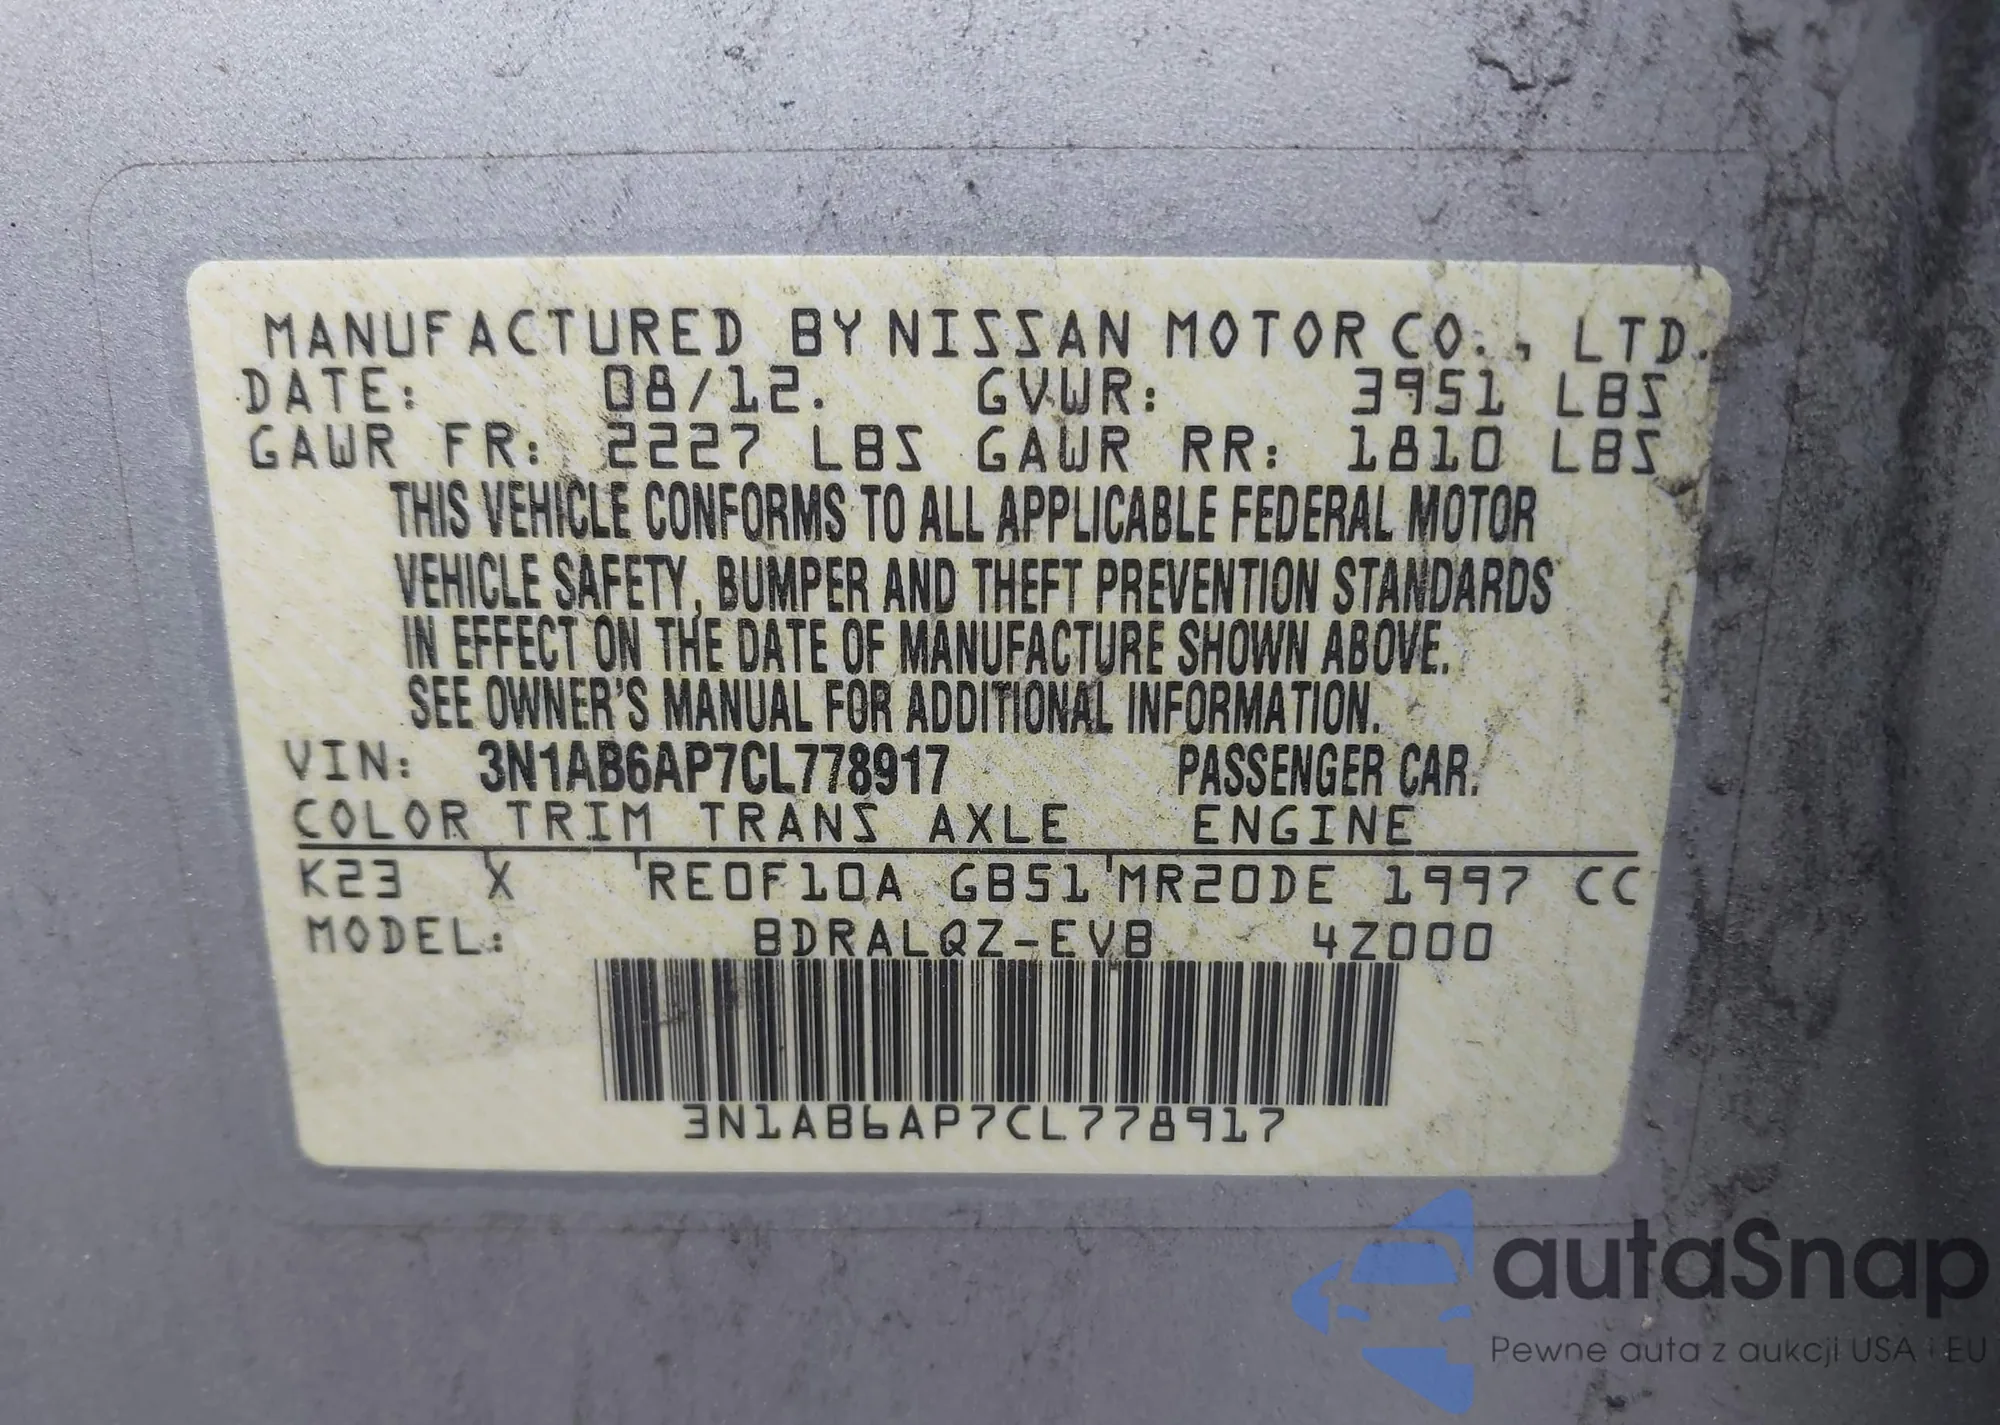 MANUFACTURED BY NISSAN MOTOR CO., LTD.
DATE: 08/12. GVWR: 3951 LBS
GAWR FR: 2227 LBS GAWR RR: 1810 LBS
THIS VEHICLE CONFORMS TO ALL APPLICABLE FEDERAL MOTOR
VEHICLE SAFETY, BUMPER AND THEFT PREVENTION STANDARDS
IN EFFECT ON THE DATE OF MANUFACTURE SHOWN ABOVE.
SEE OWNER'S MANUAL FOR ADDITIONAL INFORMATION.
VIN: 3N1AB6AP7CL778917 PASSENGER CAR.
COLOR TRIM TRANS AXLE ENGINE
K23 X RE0F10A GB51 MR20DE 1997 CC
MODEL: BDRALQZ-EVB 4Z000
3N1AB6AP7CL778917
autaSnap
Pewne auta z aukcji USA i EU